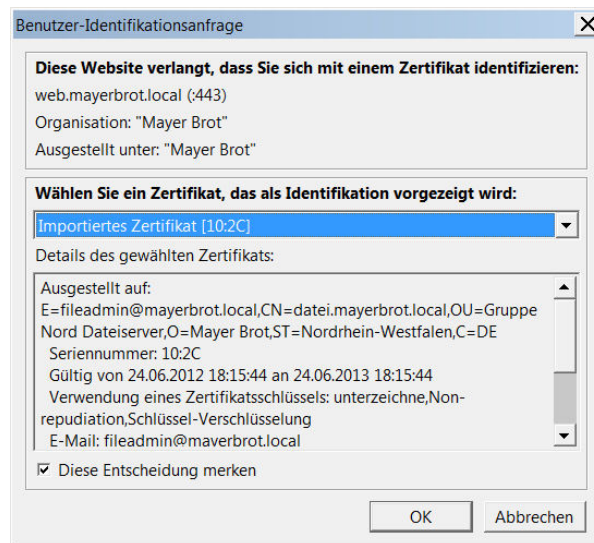 Benutzer-Identifikationsanfrage
Diese Website verlangt, dass Sie sich mit einem Zertifikat identifizieren:
web.mayerbrot.local (:443)
Organisation: "Mayer Brot"
Ausgestellt unter: "Mayer Brot"
Wählen Sie ein Zertifikat, das als Identifikation vorgezeigt wird:
Importiertes Zertifikat [10:2C]
Details des gewählten Zertifikats:
Ausgestellt auf:
E=fileadmin@mayerbrot.local,CN=datei.mayerbrot.local,OU=Gruppe
Nord Dateiserver,O=Mayer Brot,ST=Nordrhein-Westfalen,C=DE
Seriennummer: 10:2C
Gültig von 24.06.2012 18:15:44 an 24.06.2013 18:15:44
Verwendung eines Zertifikatsschlüssels: unterzeichne,Non-
repudiation,Schlüssel-Verschlüsselung
E-Mail: fileadmin@mayerbrot.local
Diese Entscheidung merken
OK
Abbrechen